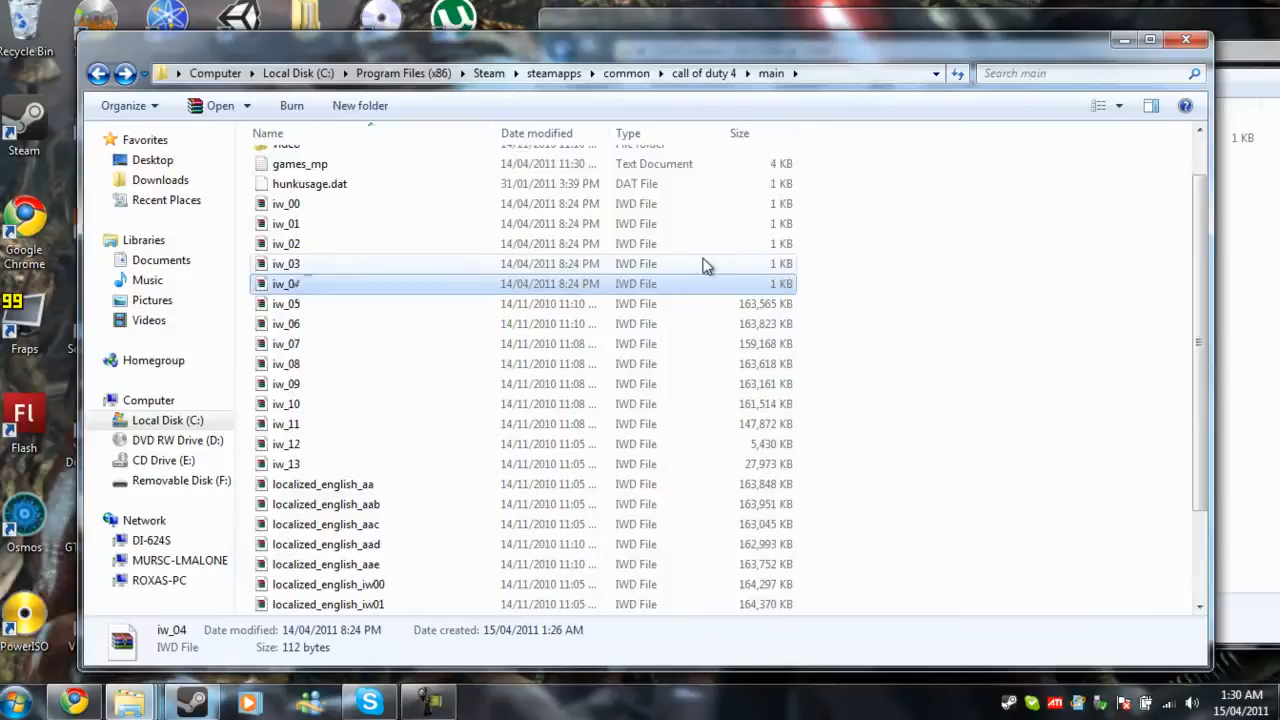 Recycle Bin
Steam
Google
Chrome
99
Fraps
Fl
Flash
Osmos
PowerISO
Computer Local Disk (C:) Program Files (x86) Steam steamapps common call of duty 4 main
Search main
Organize Open Burn New folder
Favorites
Desktop
Downloads
Recent Places
Libraries
Documents
Music
Pictures
Videos
Homegroup
Computer
Local Disk (C:)
DVD RW Drive (D:)
CD Drive (E:)
Removable Disk (F:)
Network
DI-624S
MURSC-LMALONE
ROXAS-PC
Name Date modified Type Size
games_mp 14/04/2011 11:30 ... Text Document 4 KB
hunkusage.dat 31/01/2011 3:39 PM DAT File 1 KB
iw_00 14/04/2011 8:24 PM IWD File 1 KB
iw_01 14/04/2011 8:24 PM IWD File 1 KB
iw_02 14/04/2011 8:24 PM IWD File 1 KB
iw_03 14/04/2011 8:24 PM IWD File 1 KB
iw_04 14/04/2011 8:24 PM IWD File 1 KB
iw_05 14/11/2010 11:10 ... IWD File 163,565 KB
iw_06 14/11/2010 11:10 ... IWD File 163,823 KB
iw_07 14/11/2010 11:08 ... IWD File 159,168 KB
iw_08 14/11/2010 11:08 ... IWD File 163,618 KB
iw_09 14/11/2010 11:08 ... IWD File 163,161 KB
iw_10 14/11/2010 11:08 ... IWD File 161,514 KB
iw_11 14/11/2010 11:08 ... IWD File 147,872 KB
iw_12 14/11/2010 11:05 ... IWD File 5,430 KB
iw_13 14/11/2010 11:05 ... IWD File 27,973 KB
localized_english_aa 14/11/2010 11:05 ... IWD File 163,848 KB
localized_english_aab 14/11/2010 11:05 ... IWD File 163,951 KB
localized_english_aac 14/11/2010 11:05 ... IWD File 163,045 KB
localized_english_aad 14/11/2010 11:10 ... IWD File 162,993 KB
localized_english_aae 14/11/2010 11:10 ... IWD File 163,752 KB
localized_english_iw00 14/11/2010 11:05 ... IWD File 164,297 KB
localized_english_iw01 14/11/2010 11:05 ... IWD File 164,370 KB
1 KB
iw_04 Date modified: 14/04/2011 8:24 PM Date created: 15/04/2011 1:26 AM
IWD File Size: 112 bytes
1:30 AM
15/04/2011